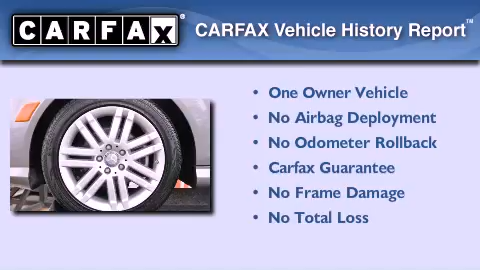 CARFAX® CARFAX Vehicle History Report™
• One Owner Vehicle
• No Airbag Deployment
• No Odometer Rollback
• Carfax Guarantee
• No Frame Damage
• No Total Loss